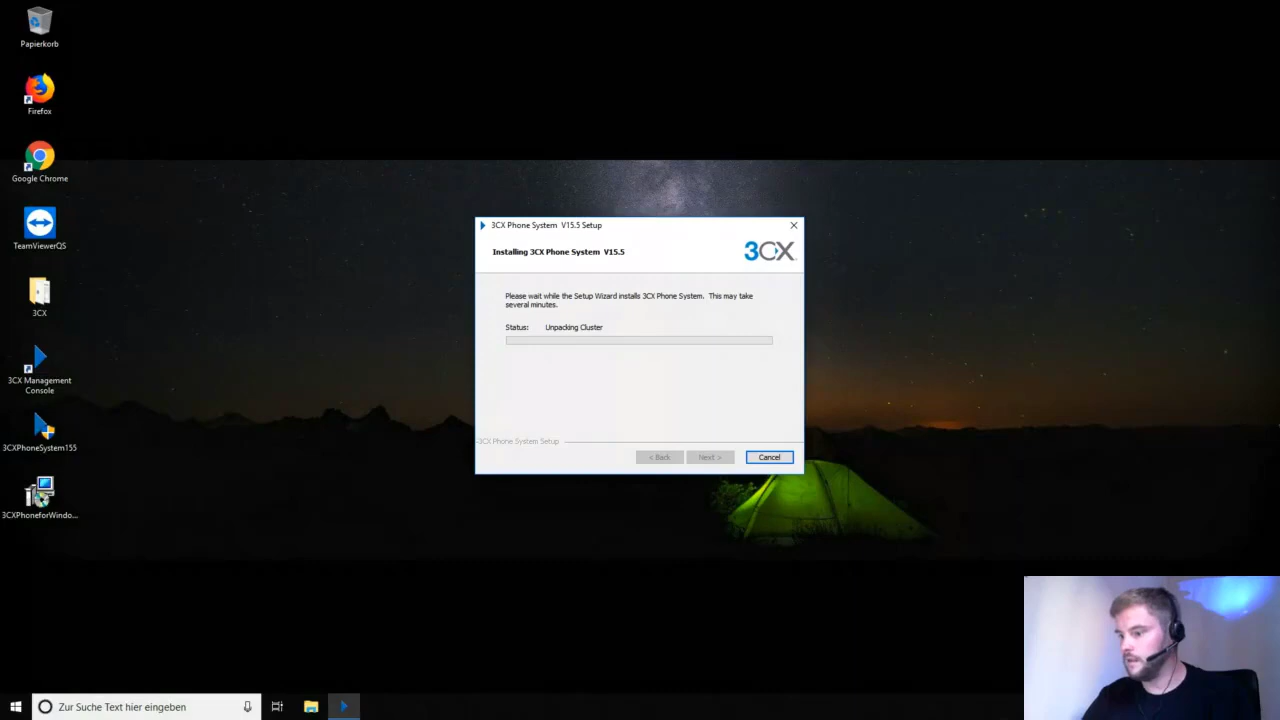 Papierkorb
Firefox
Google Chrome
TeamViewerQS
3CX
3CX Management
Console
3CXPhoneSystem155
3CXPhoneforWindo...
3CX Phone System V15.5 Setup
Installing 3CX Phone System V15.5
3CX
Please wait while the Setup Wizard installs 3CX Phone System. This may take
several minutes.
Status: Unpacking Cluster
3CX Phone System Setup
< Back Next > Cancel
Zur Suche Text hier eingeben